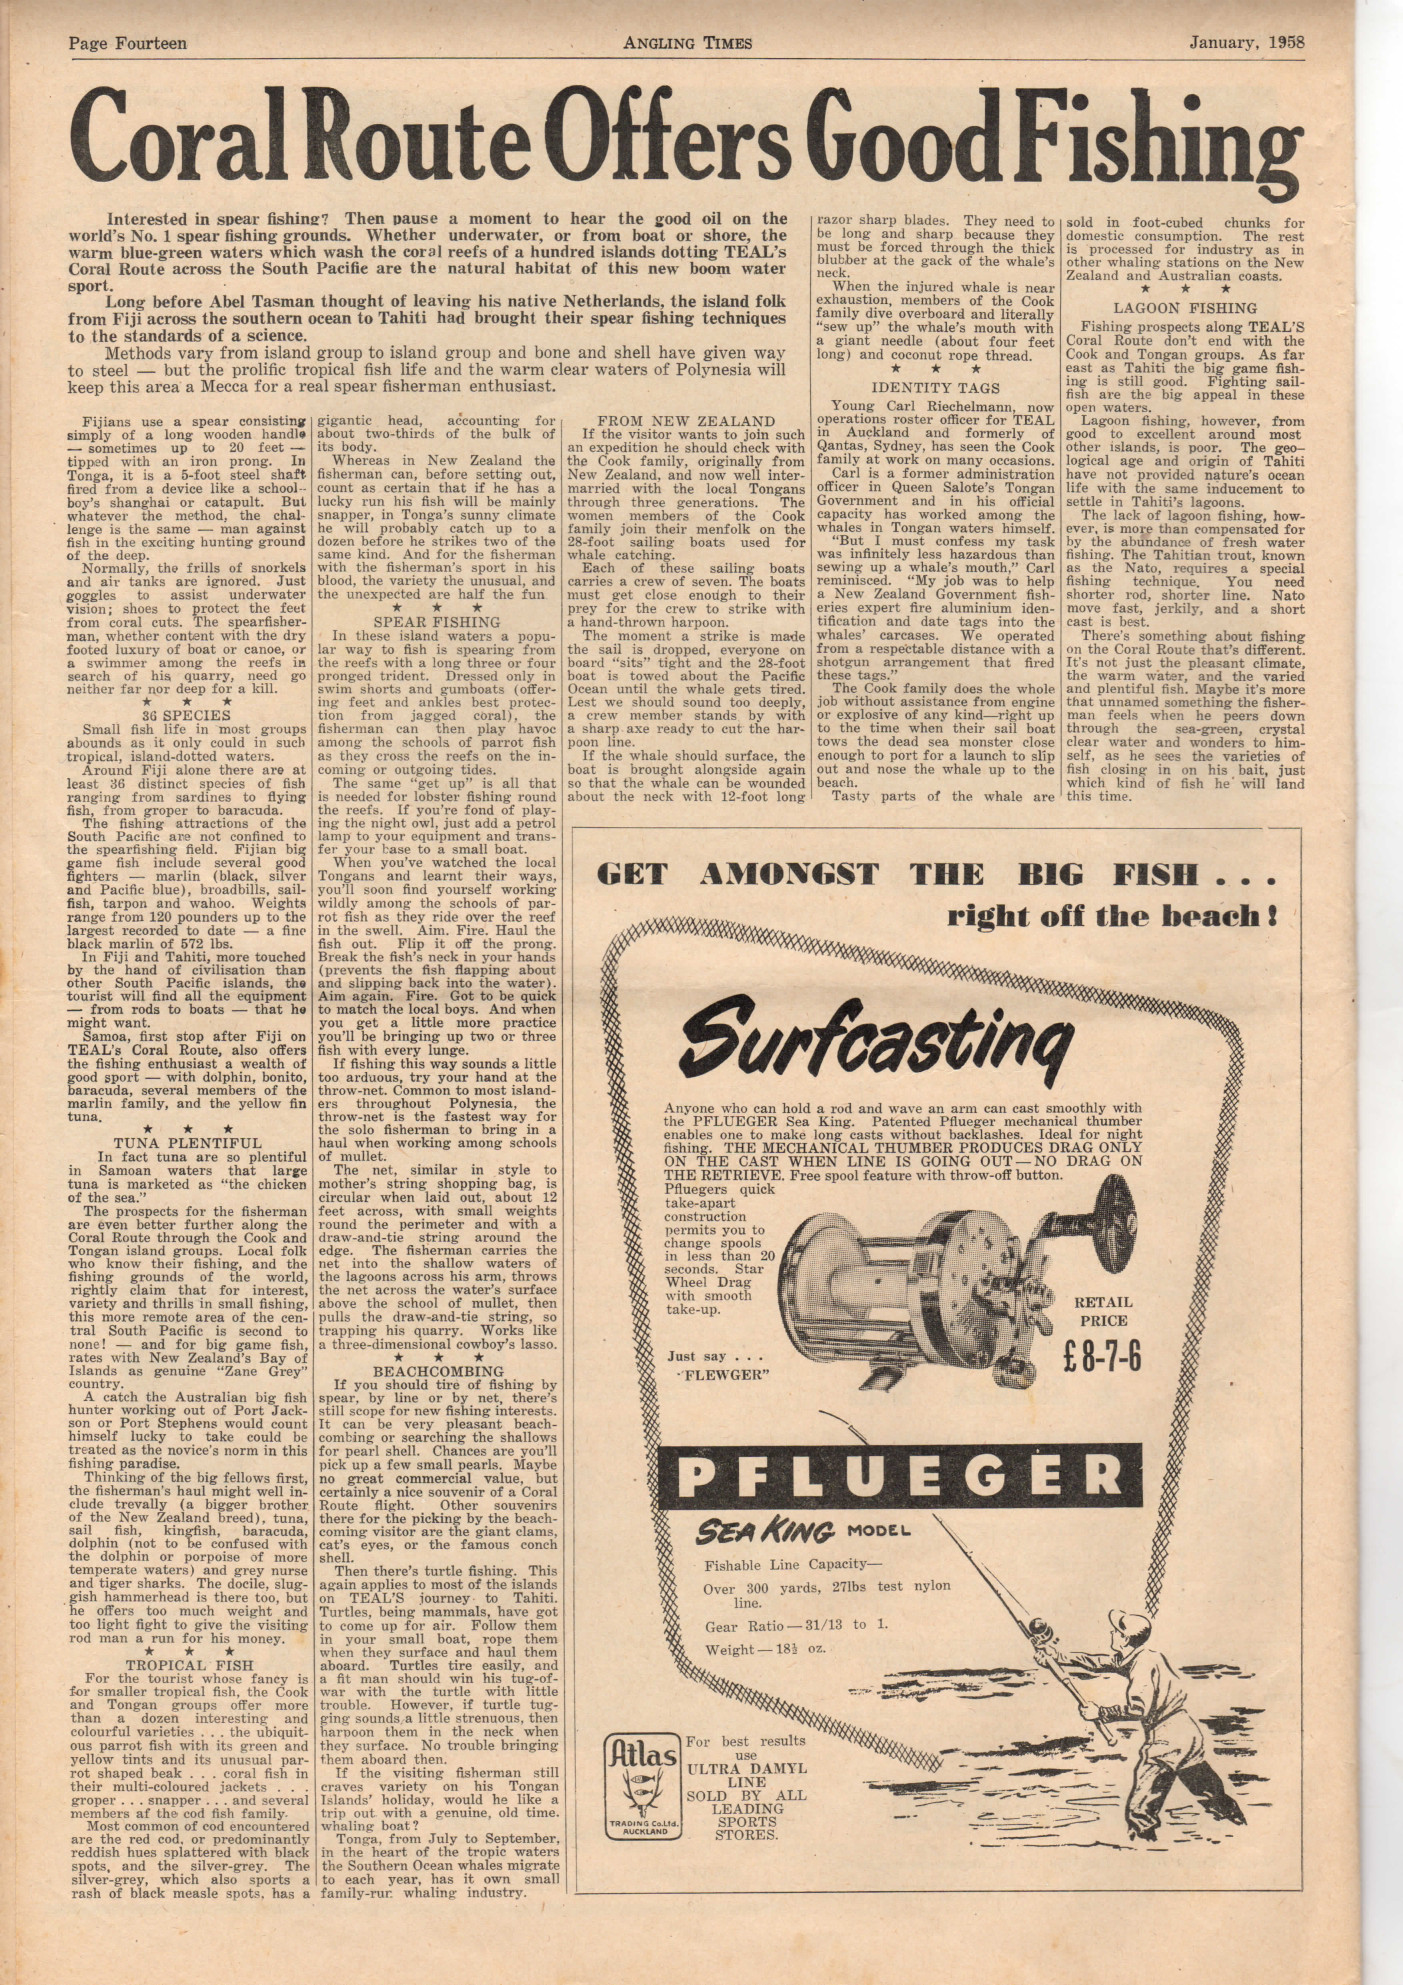 Page Fourteen
ANGLING TIMES
January, 1958
Coral Route Offers Good Fishing
Interested in spear fishing? Then pause a moment to hear the good oil on the
world's No. 1 spear fishing grounds. Whether underwater, or from boat or shore, the
warm blue-green waters which wash the coral reefs of a hundred islands dotting TEAL's
Coral Route across the South Pacific are the natural habitat of this new boom water
sport.
Long before Abel Tasman thought of leaving his native Netherlands, the island folk
from Fiji across the southern ocean to Tahiti had brought their spear fishing techniques
to the standards of a science.
Methods vary from island group to island group and bone and shell have given way
to steel — but the prolific tropical fish life and the warm clear waters of Polynesia will
keep this area a Mecca for a real spear fisherman enthusiast.
Fijians use a spear consisting
simply of a long wooden handle
— sometimes up to 20 feet —
tipped with an iron prong. In
Tonga, it is a 5-foot steel shaft
fired from a device like a school-
boy's shanghai or catapult. But
whatever the method, the chal-
lenge is the same — man against
fish in the exciting hunting ground
of the deep.
Normally, the frills of snorkels
and air tanks are ignored. Just
goggles to assist underwater
vision; shoes to protect the feet
from coral cuts. The spearfisher-
man, whether content with the dry
footed luxury of boat or canoe, or
a swimmer among the reefs in
search of his quarry, need go
neither far nor deep for a kill.
★ ★ ★
36 SPECIES
Small fish life in most groups
abounds as it only could in such
tropical, island-dotted waters.
Around Fiji alone there are at
least 36 distinct species of fish
ranging from sardines to flying
fish, from groper to baracuda.
The fishing attractions of the
South Pacific are not confined to
the spearfishing field. Fijian big
game fish include several good
fighters — marlin (black, silver
and Pacific blue), broadbills, sail-
fish, tarpon and wahoo. Weights
range from 120 pounders up to the
largest recorded to date — a fine
black marlin of 572 lbs.
In Fiji and Tahiti, more touched
by the hand of civilisation than
other South Pacific islands, the
tourist will find all the equipment
— from rods to boats — that he
might want.
Samoa, first stop after Fiji on
TEAL's Coral Route, also offers
the fishing enthusiast a wealth of
good sport — with dolphin, bonito,
baracuda, several members of the
marlin family, and the yellow fin
tuna.
★ ★ ★
TUNA PLENTIFUL
In fact tuna are so plentiful
in Samoan waters that large
tuna is marketed as "the chicken
of the sea."
The prospects for the fisherman
are even better further along the
Coral Route through the Cook and
Tongan island groups. Local folk
who know their fishing, and the
fishing grounds of the world,
rightly claim that for interest,
variety and thrills in small fishing,
this more remote area of the cen-
tral South Pacific is second to
none! — and for big game fish,
rates with New Zealand's Bay of
Islands as genuine "Zane Grey"
country.
A catch the Australian big fish
hunter working out of Port Jack-
son or Port Stephens would count
himself lucky to take could be
treated as the novice's norm in this
fishing paradise.
Thinking of the big fellows first,
the fisherman's haul might well in-
clude trevally (a bigger brother
of the New Zealand breed), tuna,
sail fish, kingfish, baracuda,
dolphin (not to be confused with
the dolphin or porpoise of more
temperate waters) and grey nurse
and tiger sharks. The docile, slug-
gish hammerhead is there too, but
he offers too much weight and
too light fight to give the visiting
rod man a run for his money.
★ ★ ★
TROPICAL FISH
For the tourist whose fancy is
for smaller tropical fish, the Cook
and Tongan groups offer more
than a dozen interesting and
colourful varieties . . . the ubiquit-
ous parrot fish with its green and
yellow tints and its unusual par-
rot shaped beak . . . coral fish in
their multi-coloured jackets . . .
groper . . . snapper . . . and several
members af the cod fish family.
Most common of cod encountered
are the red cod, or predominantly
reddish hues splattered with black
spots, and the silver-grey. The
silver-grey, which also sports a
rash of black measle spots, has a
gigantic head, accounting for
about two-thirds of the bulk of
its body.
Whereas in New Zealand the
fisherman can, before setting out,
count as certain that if he has a
lucky run his fish will be mainly
snapper, in Tonga's sunny climate
he will probably catch up to a
dozen before he strikes two of the
same kind. And for the fisherman
with the fisherman's sport in his
blood, the variety the unusual, and
the unexpected are half the fun
★ ★ ★
SPEAR FISHING
In these island waters a popu-
lar way to fish is spearing from
the reefs with a long three or four
pronged trident. Dressed only in
swim shorts and gumboats (offer-
ing feet and ankles best protec-
tion from jagged coral), the
fisherman can then play havoc
among the schools of parrot fish
as they cross the reefs on the in-
coming or outgoing tides.
The same "get up" is all that
is needed for lobster fishing round
the reefs. If you're fond of play-
ing the night owl, just add a petrol
lamp to your equipment and trans-
fer your base to a small boat.
When you've watched the local
Tongans and learnt their ways,
you'll soon find yourself working
wildly among the schools of par-
rot fish as they ride over the reef
in the swell. Aim. Fire. Haul the
fish out. Flip it off the prong.
Break the fish's neck in your hands
(prevents the fish flapping about
and slipping back into the water).
Aim again. Fire. Got to be quick
to match the local boys. And when
you get a little more practice
you'll be bringing up two or three
fish with every lunge.
If fishing this way sounds a little
too arduous, try your hand at the
throw-net. Common to most island-
ers throughout Polynesia, the
throw-net is the fastest way for
the solo fisherman to bring in a
haul when working among schools
of mullet.
The net, similar in style to
mother's string shopping bag, is
circular when laid out, about 12
feet across, with small weights
round the perimeter and with a
draw-and-tie string around the
edge. The fisherman carries the
net into the shallow waters of
the lagoons across his arm, throws
the net across the water's surface
above the school of mullet, then
pulls the draw-and-tie string, so
trapping his quarry. Works like
a three-dimensional cowboy's lasso.
★ ★ ★
BEACHCOMBING
If you should tire of fishing by
spear, by line or by net, there's
still scope for new fishing interests.
It can be very pleasant beach-
combing or searching the shallows
for pearl shell. Chances are you'll
pick up a few small pearls. Maybe
no great commercial value, but
certainly a nice souvenir of a Coral
Route flight. Other souvenirs
there for the picking by the beach-
coming visitor are the giant clams,
cat's eyes, or the famous conch
shell.
Then there's turtle fishing. This
again applies to most of the islands
on TEAL'S journey to Tahiti.
Turtles, being mammals, have got
to come up for air. Follow them
in your small boat, rope them
when they surface and haul them
aboard. Turtles tire easily, and
a fit man should win his tug-of-
war with the turtle with little
trouble. However, if turtle tug-
ging sounds a little strenuous, then
harpoon them in the neck when
they surface. No trouble bringing
them aboard then.
If the visiting fisherman still
craves variety on his Tongan
Islands' holiday, would he like a
trip out with a genuine, old time.
whaling boat?
Tonga, from July to September,
in the heart of the tropic waters
the Southern Ocean whales migrate
to each year, has it own small
family-run whaling industry.
FROM NEW ZEALAND
If the visitor wants to join such
an expedition he should check with
the Cook family, originally from
New Zealand, and now well inter-
married with the local Tongans
through three generations. The
women members of the Cook
family join their menfolk on the
28-foot sailing boats used for
whale catching.
Each of these sailing boats
carries a crew of seven. The boats
must get close enough to their
prey for the crew to strike with
a hand-thrown harpoon.
The moment a strike is made
the sail is dropped, everyone on
board "sits" tight and the 28-foot
boat is towed about the Pacific
Ocean until the whale gets tired.
Lest we should sound too deeply,
a crew member stands by with
a sharp axe ready to cut the har-
poon line.
If the whale should surface, the
boat is brought alongside again
so that the whale can be wounded
about the neck with 12-foot long
razor sharp blades. They need to
be long and sharp because they
must be forced through the thick
blubber at the gack of the whale's
neck.
When the injured whale is near
exhaustion, members of the Cook
family dive overboard and literally
"sew up" the whale's mouth with
a giant needle (about four feet
long) and coconut rope thread.
★ ★ ★
IDENTITY TAGS
Young Carl Riechelmann, now
operations roster officer for TEAL
in Auckland and formerly of
Qantas, Sydney, has seen the Cook
family at work on many occasions.
Carl is a former administration
officer in Queen Salote's Tongan
Government and in his official
capacity has worked among the
whales in Tongan waters himself.
"But I must confess my task
was infinitely less hazardous than
sewing up a whale's mouth," Carl
reminisced. "My job was to help
a New Zealand Government fish-
eries expert fire aluminium iden-
tification and date tags into the
whales' carcases. We operated
from a respectable distance with a
shotgun arrangement that fired
these tags."
The Cook family does the whole
job without assistance from engine
or explosive of any kind—right up
to the time when their sail boat
tows the dead sea monster close
enough to port for a launch to slip
out and nose the whale up to the
beach.
Tasty parts of the whale are
sold in foot-cubed chunks for
domestic consumption. The rest
is processed for industry as in
other whaling stations on the New
Zealand and Australian coasts.
★ ★ ★
LAGOON FISHING
Fishing prospects along TEAL'S
Coral Route don't end with the
Cook and Tongan groups. As far
east as Tahiti the big game fish-
ing is still good. Fighting sail-
fish are the big appeal in these
open waters.
Lagoon fishing, however, from
good to excellent around most
other islands, is poor. The geo-
logical age and origin of Tahiti
have not provided nature's ocean
life with the same inducement to
settle in Tahiti's lagoons.
The lack of lagoon fishing, how-
ever, is more than compensated for
by the abundance of fresh water
fishing. The Tahitian trout, known
as the Nato, requires a special
fishing technique. You need
shorter rod, shorter line. Nato
move fast, jerkily, and a short
cast is best.
There's something about fishing
on the Coral Route that's different.
It's not just the pleasant climate,
the warm water, and the varied
and plentiful fish. Maybe it's more
that unnamed something the fisher-
man feels when he peers down
through the sea-green, crystal
clear water and wonders to him-
self, as he sees the varieties of
fish closing in on his bait, just
which kind of fish he will land
this time.
GET AMONGST THE BIG FISH . . .
right off the beach!
Surfcasting
Anyone who can hold a rod and wave an arm can cast smoothly with
the PFLUEGER Sea King. Patented Pflueger mechanical thumber
enables one to make long casts without backlashes. Ideal for night
fishing. THE MECHANICAL THUMBER PRODUCES DRAG ONLY
ON THE CAST WHEN LINE IS GOING OUT—NO DRAG ON
THE RETRIEVE. Free spool feature with throw-off button.
Pfluegers quick
take-apart
construction
permits you to
change spools
in less than 20
seconds. Star
Wheel Drag
with smooth
take-up.
Just say . . .
"FLEWGER"
RETAIL
PRICE
£8-7-6
PFLUEGER
SEA KING MODEL
Fishable Line Capacity—
Over 300 yards, 27lbs test nylon
line.
Gear Ratio—31/13 to 1.
Weight—18½ oz.
Atlas
TRADING Co.Ltd.
AUCKLAND
For best results
use
ULTRA DAMYL
LINE
SOLD BY ALL
LEADING
SPORTS
STORES.